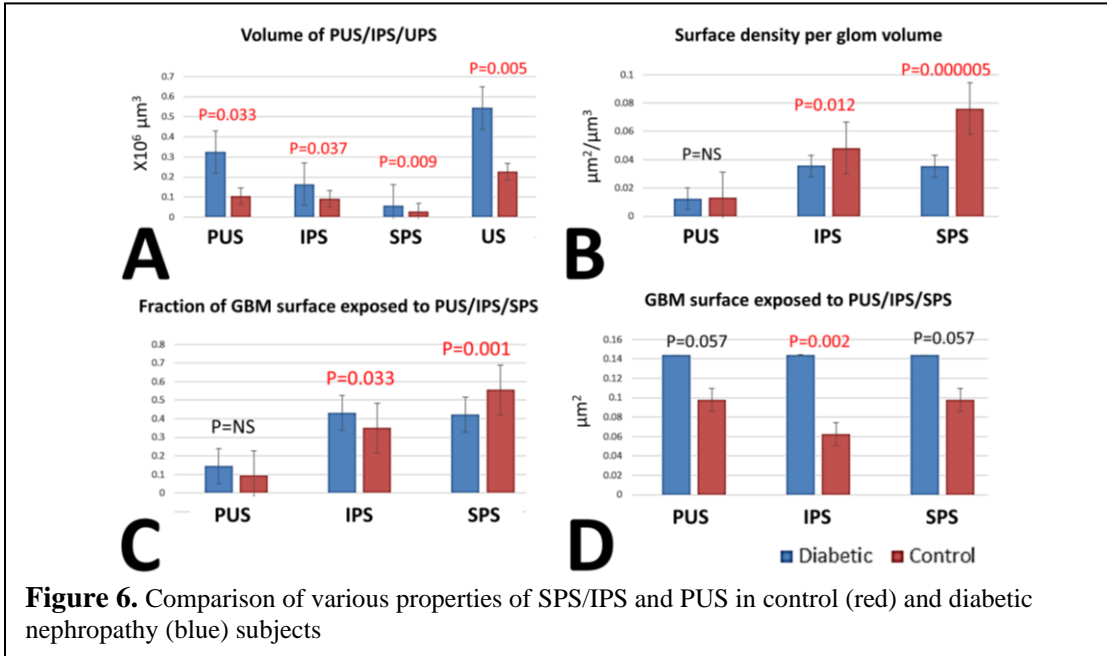 Volume of PUS/IPS/UPS
X10⁶ µm³
0.7
0.6
0.5
0.4
0.3
0.2
0.1
0
P=0.033
P=0.037
P=0.009
P=0.005
PUS IPS SPS US
A
Surface density per glom volume
µm²/µm³
0.1
0.08
0.06
0.04
0.02
0
P=NS
P=0.012
P=0.000005
PUS IPS SPS
B
Fraction of GBM surface exposed to PUS/IPS/SPS
0.8
0.7
0.6
0.5
0.4
0.3
0.2
0.1
0
P=NS
P=0.033
P=0.001
PUS IPS SPS
C
GBM surface exposed to PUS/IPS/SPS
µm²
0.16
0.14
0.12
0.1
0.08
0.06
0.04
0.02
0
P=0.057
P=0.002
P=0.057
PUS IPS SPS
D
Diabetic Control
Figure 6. Comparison of various properties of SPS/IPS and PUS in control (red) and diabetic
nephropathy (blue) subjects